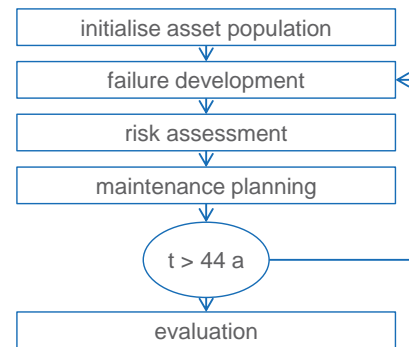 initialise asset population
failure development
risk assessment
maintenance planning
t > 44 a
evaluation